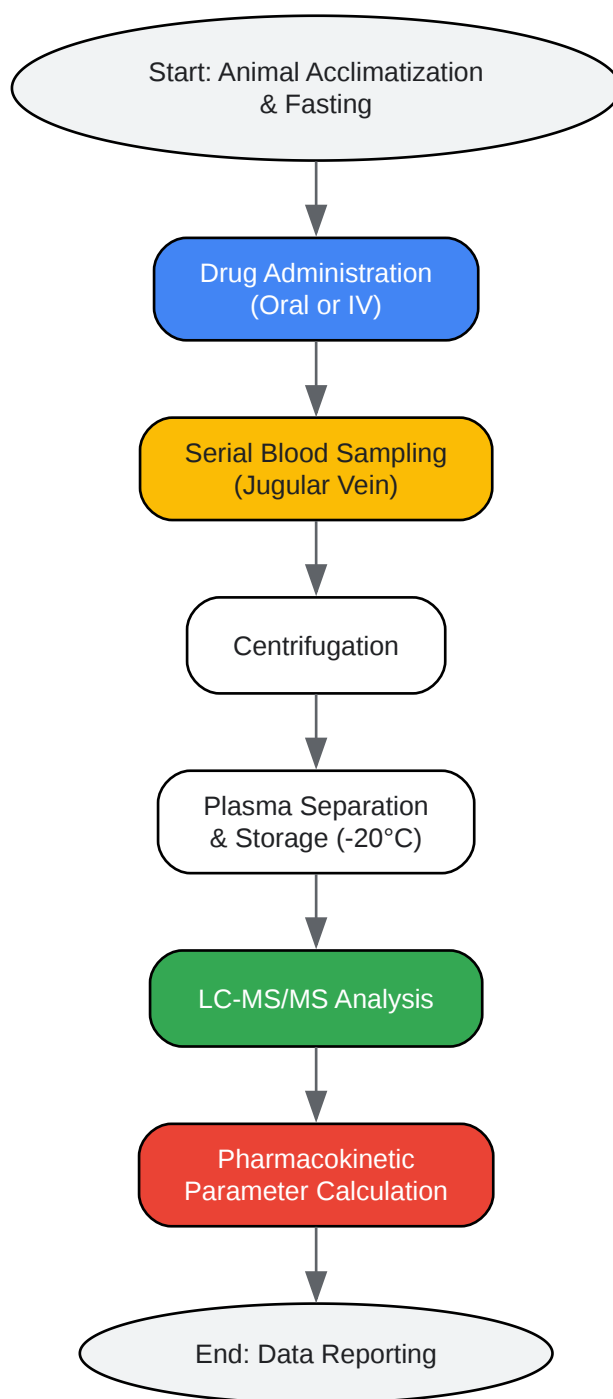 Start: Animal Acclimatization
& Fasting
Drug Administration
(Oral or IV)
Serial Blood Sampling
(Jugular Vein)
Centrifugation
Plasma Separation
& Storage (-20°C)
LC-MS/MS Analysis
Pharmacokinetic
Parameter Calculation
End: Data Reporting